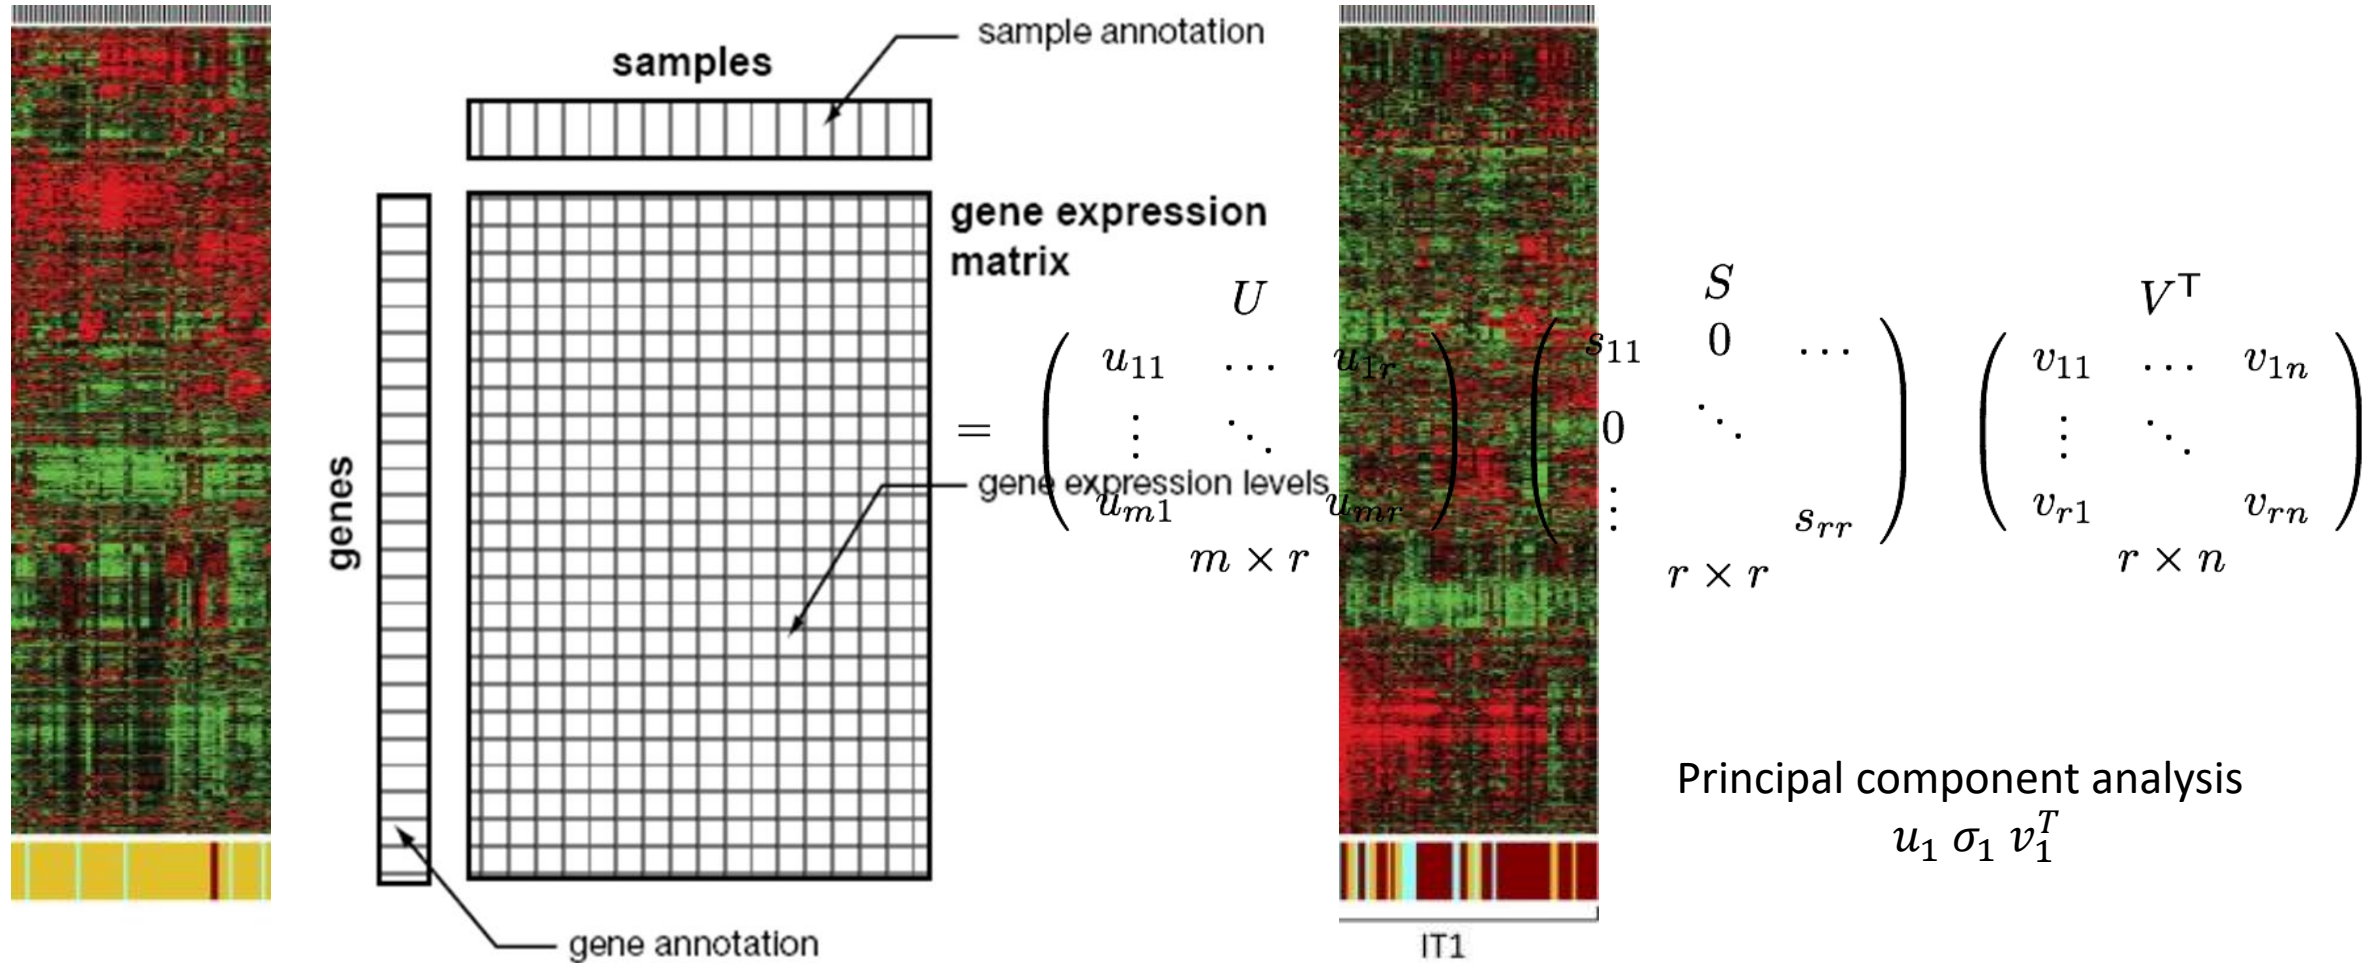 sample annotation
samples
gene expression
matrix
genes
gene expression levels
gene annotation
=
U
u₁₁ ⋯ u₁ᵣ
⋮ ⋱
uₘ₁ uₘᵣ
m × r
S
s₁₁ 0 ⋯
0 ⋱
⋮ sᵣᵣ
r × r
V⊤
v₁₁ ⋯ v₁ₙ
⋮ ⋱
vᵣ₁ vᵣₙ
r × n
Principal component analysis
u₁ σ₁ v₁ᵀ
IT1